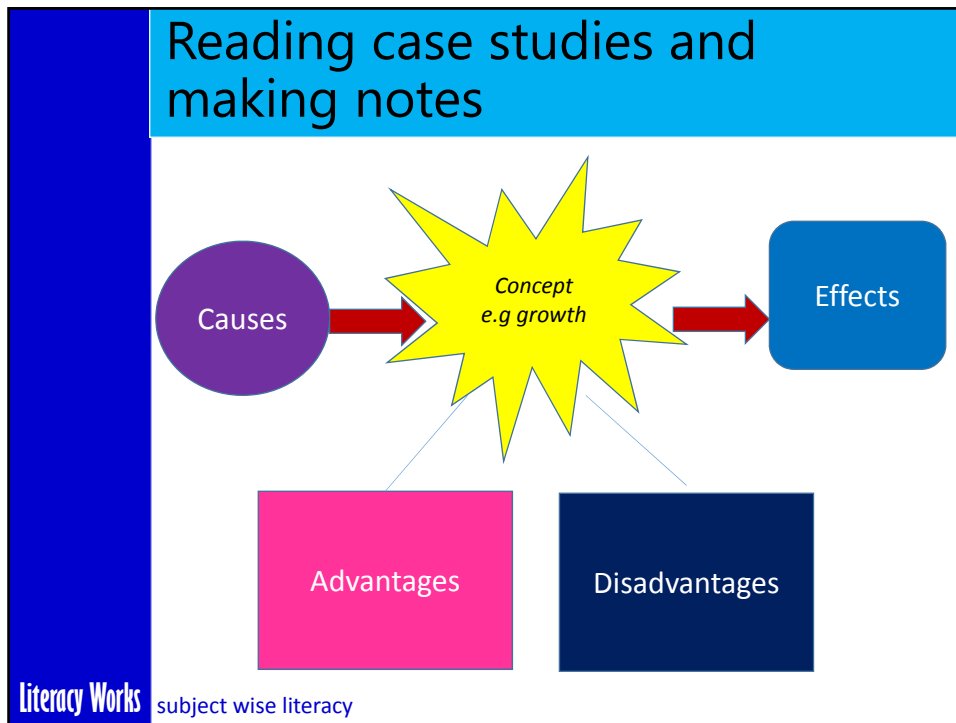 Reading case studies and
making notes
Causes
Concept
e.g growth
Effects
Advantages
Disadvantages
Literacy Works
subject wise literacy